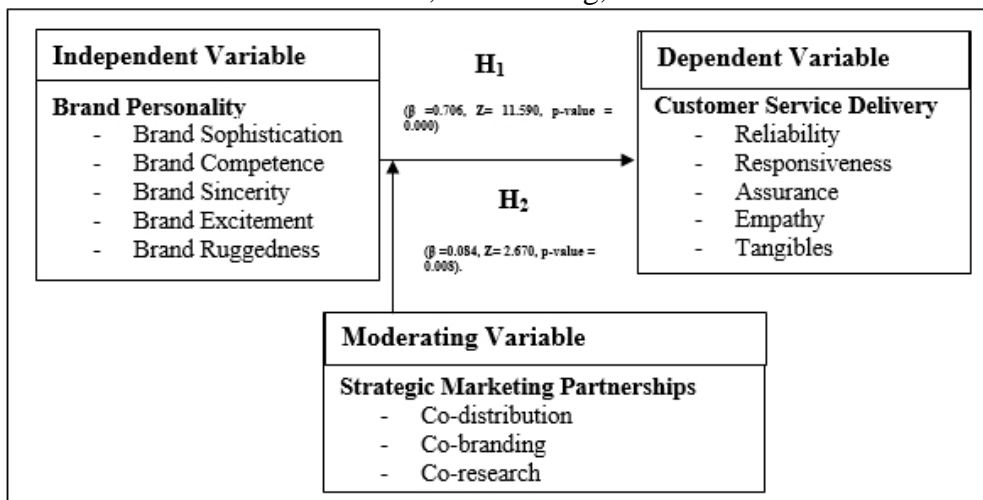 Independent Variable
Brand Personality
- Brand Sophistication
- Brand Competence
- Brand Sincerity
- Brand Excitement
- Brand Ruggedness
H1
(β =0.706, Z= 11.590, p-value =
0.000)
H2
(β =0.084, Z= 2.670, p-value =
0.008).
Dependent Variable
Customer Service Delivery
- Reliability
- Responsiveness
- Assurance
- Empathy
- Tangibles
Moderating Variable
Strategic Marketing Partnerships
- Co-distribution
- Co-branding
- Co-research